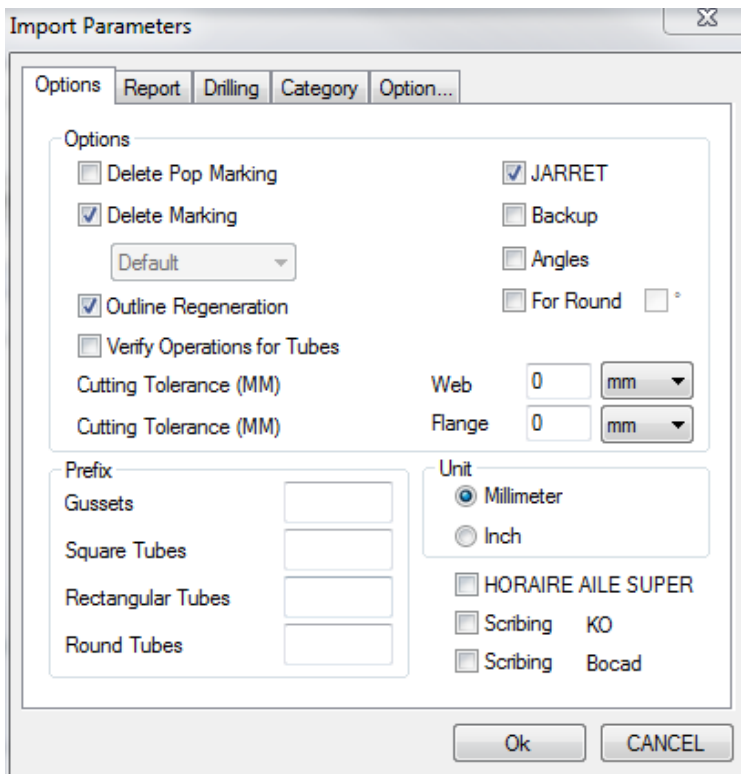 Import Parameters
Options Report Drilling Category Option...
Options
Delete Pop Marking JARRET
Delete Marking Backup
Default Angles
Outline Regeneration For Round °
Verify Operations for Tubes
Cutting Tolerance (MM) Web 0 mm
Cutting Tolerance (MM) Flange 0 mm
Prefix
Gussets
Square Tubes
Rectangular Tubes
Round Tubes
Unit
Millimeter
Inch
HORAIRE AILE SUPER
Scribing KO
Scribing Bocad
Ok CANCEL